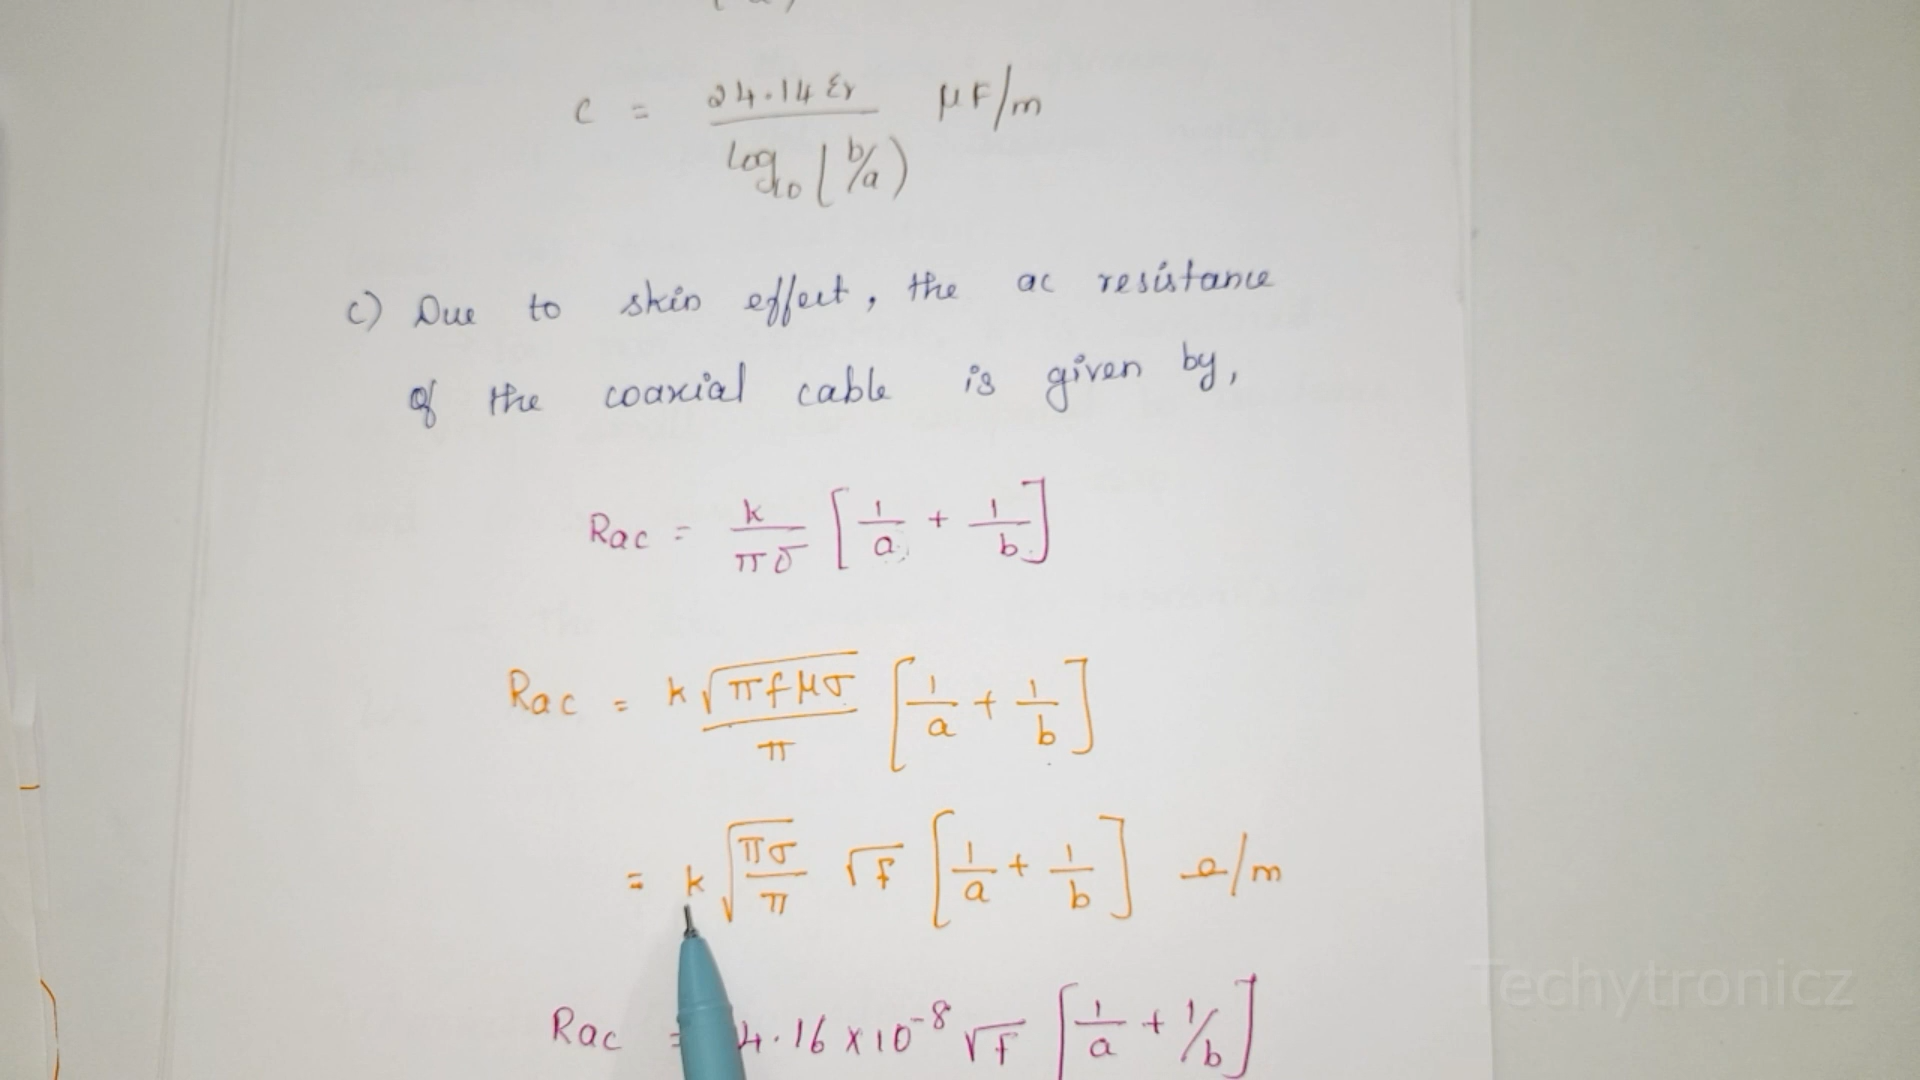 C = 24.14 εr / log10 (b/a) μF/m
c) Due to skin effect, the ac resistance
of the coaxial cable is given by,
Rac = k / πδ [1/a + 1/b]
Rac = k √πfμσ / π [1/a + 1/b]
= k √(πσ/π) √f [1/a + 1/b] Ω/m
Rac = 4.16 × 10^-8 √f [1/a + 1/b]
Techytronicz